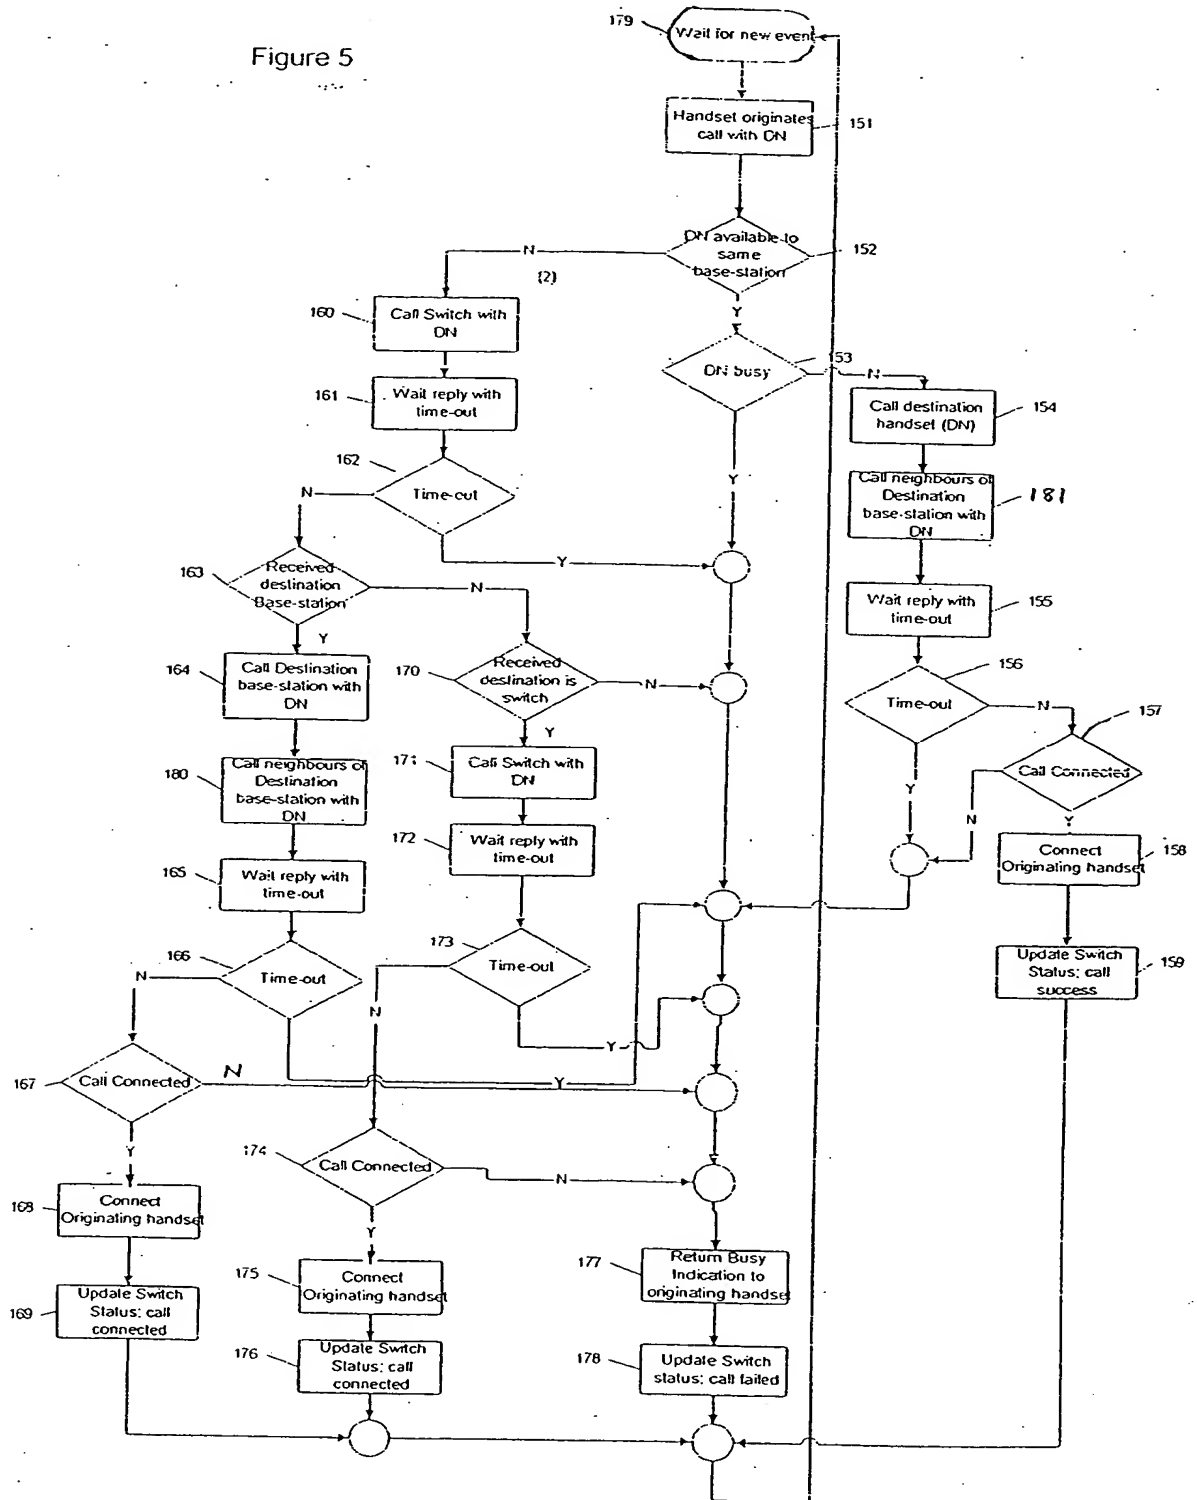 Figure 5
179
Wait for new event
Handset originates
call with DN
151
DN available to
same
base-station
152
N
(2)
Y
160
Call Switch with
DN
DN busy
153
N
161
Wait reply with
time-out
Call destination
handset (DN)
154
162
Time-out
N
Y
Y
Call neighbours of
Destination
base-station with
DN
181
163
Received
destination
Base-station
N
Y
Wait reply with
time-out
155
164
Call Destination
base-station with
DN
170
Received
destination is
switch
N
Y
156
Time-out
N
Y
157
Call Connected
N
Y
180
Call neighbours of
Destination
base-station with
DN
171
Call Switch with
DN
172
Wait reply with
time-out
Connect
Originating handset
158
165
Wait reply with
time-out
166
Time-out
N
Y
173
Time-out
N
Y
Update Switch
Status: call
success
159
167
Call Connected
N
Y
174
Call Connected
N
Y
168
Connect
Originating handset
175
Connect
Originating handset
177
Return Busy
Indication to
originating handset
169
Update Switch
Status: call
connected
176
Update Switch
Status: call
connected
178
Update Switch
status: call failed